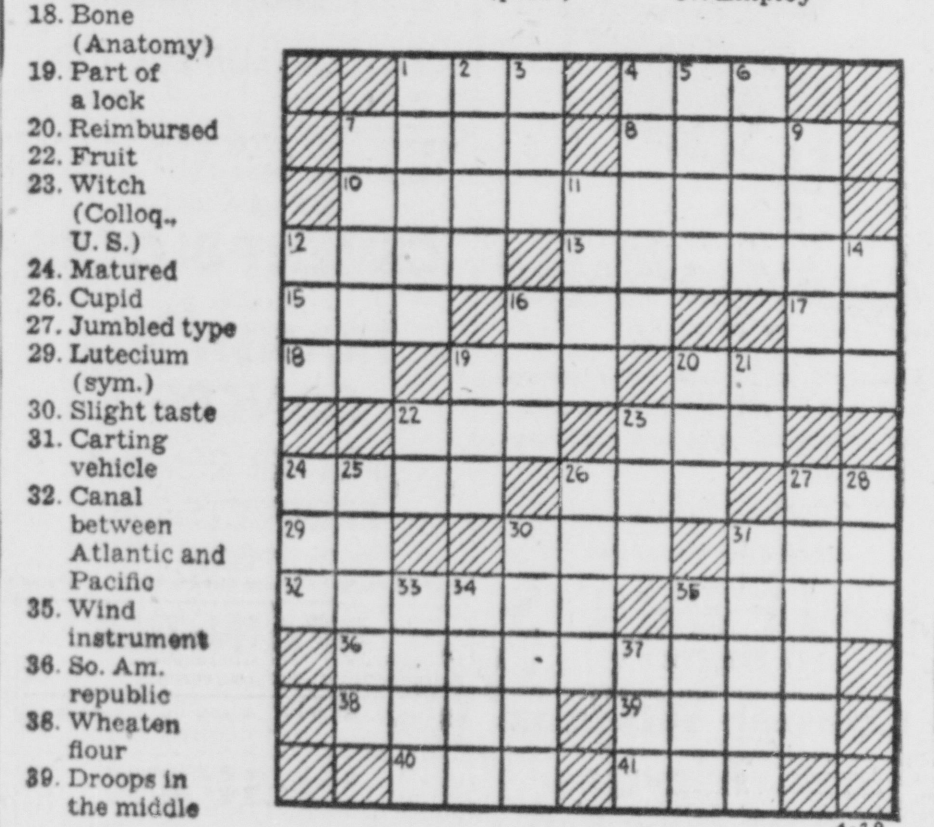 18. Bone
(Anatomy)
19. Part of
a lock
20. Reimbursed
22. Fruit
23. Witch
(Colloq.,
U. S.)
24. Matured
26. Cupid
27. Jumbled type
29. Lutecium
(sym.)
30. Slight taste
31. Carting
vehicle
32. Canal
between
Atlantic and
Pacific
35. Wind
instrument
36. So. Am.
republic
38. Wheaten
flour
39. Droops in
the middle
1 2 3 4 5 6
7 8 9
10 11
12 13 14
15 16 17
18 19 20 21
22 23
24 25 26 27 28
29 30 31
32 33 34 35
36 37
38 39
40 41